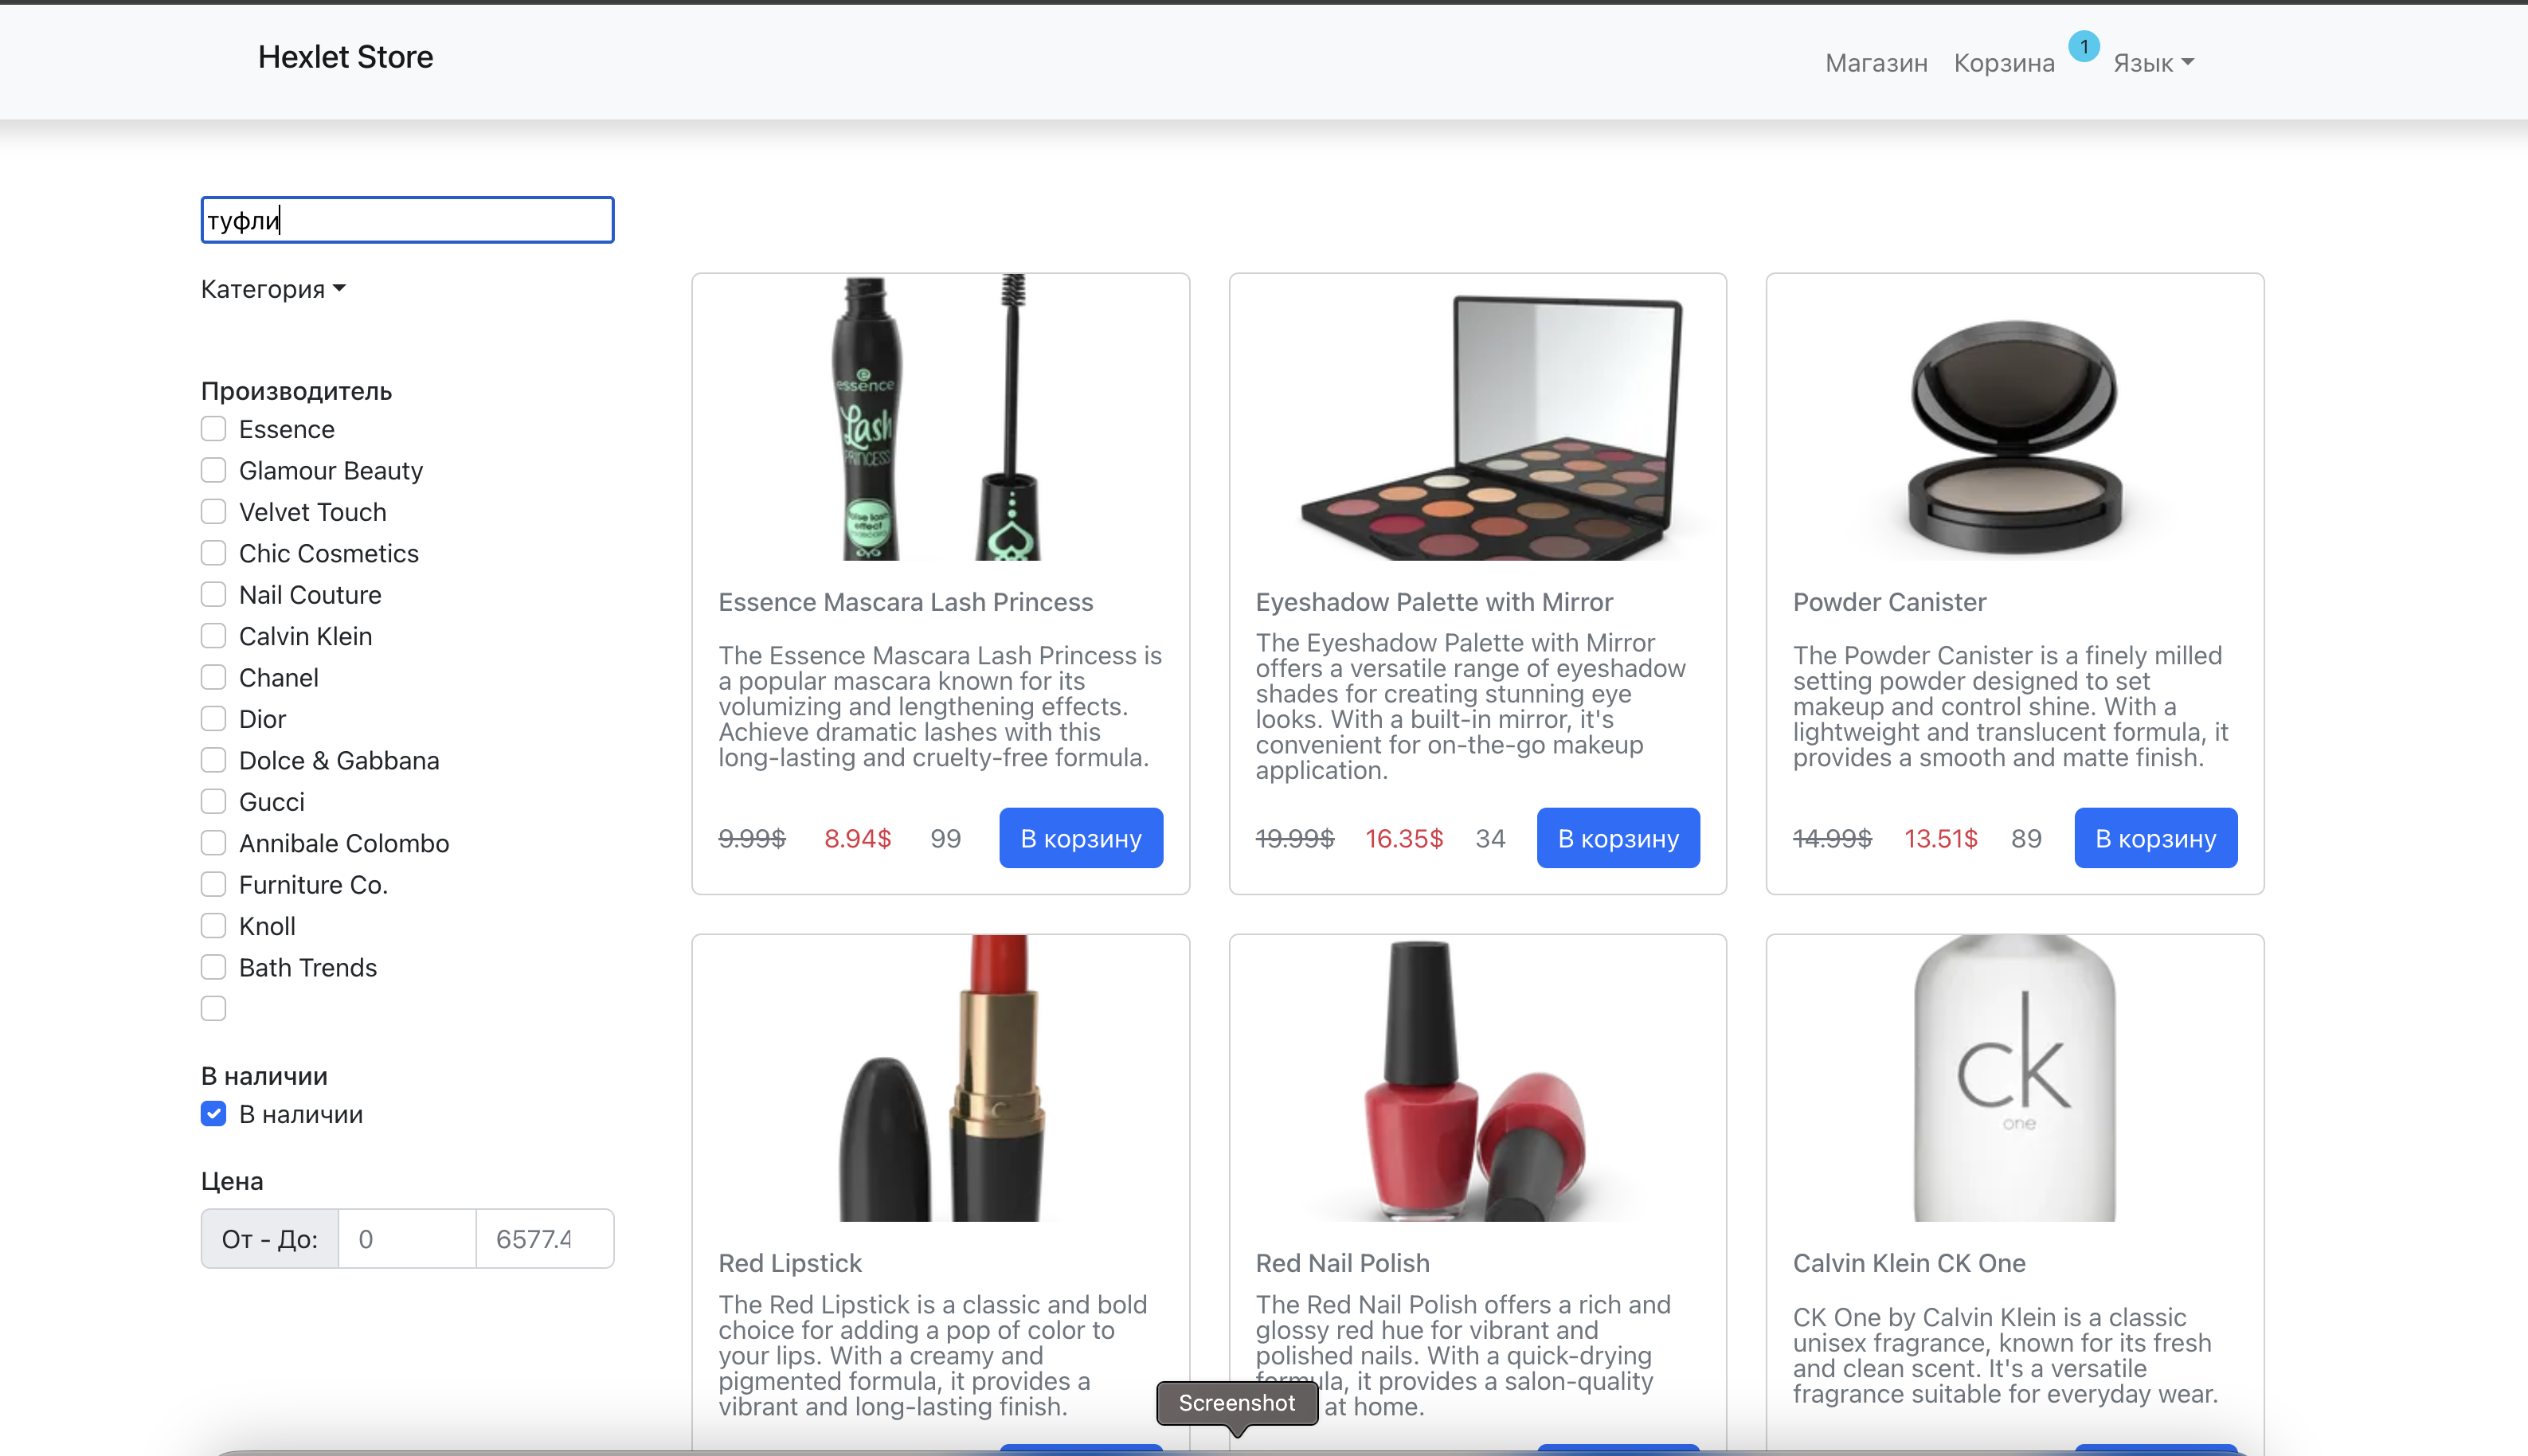 Hexlet Store
Магазин Корзина 1 Язык
туфли
Категория
Производитель
Essence
Glamour Beauty
Velvet Touch
Chic Cosmetics
Nail Couture
Calvin Klein
Chanel
Dior
Dolce & Gabbana
Gucci
Annibale Colombo
Furniture Co.
Knoll
Bath Trends
В наличии
В наличии
Цена
От - До: 0 6577.4
essence
Lash
PRINCESS
false lash
effect
Essence Mascara Lash Princess
The Essence Mascara Lash Princess is
a popular mascara known for its
volumizing and lengthening effects.
Achieve dramatic lashes with this
long-lasting and cruelty-free formula.
9.99$ 8.94$ 99 В корзину
Eyeshadow Palette with Mirror
The Eyeshadow Palette with Mirror
offers a versatile range of eyeshadow
shades for creating stunning eye
looks. With a built-in mirror, it's
convenient for on-the-go makeup
application.
19.99$ 16.35$ 34 В корзину
Powder Canister
The Powder Canister is a finely milled
setting powder designed to set
makeup and control shine. With a
lightweight and translucent formula, it
provides a smooth and matte finish.
14.99$ 13.51$ 89 В корзину
Red Lipstick
The Red Lipstick is a classic and bold
choice for adding a pop of color to
your lips. With a creamy and
pigmented formula, it provides a
vibrant and long-lasting finish.
Red Nail Polish
The Red Nail Polish offers a rich and
glossy red hue for vibrant and
polished nails. With a quick-drying
formula, it provides a salon-quality
at home.
Screenshot
ck
one
Calvin Klein CK One
CK One by Calvin Klein is a classic
unisex fragrance, known for its fresh
and clean scent. It's a versatile
fragrance suitable for everyday wear.